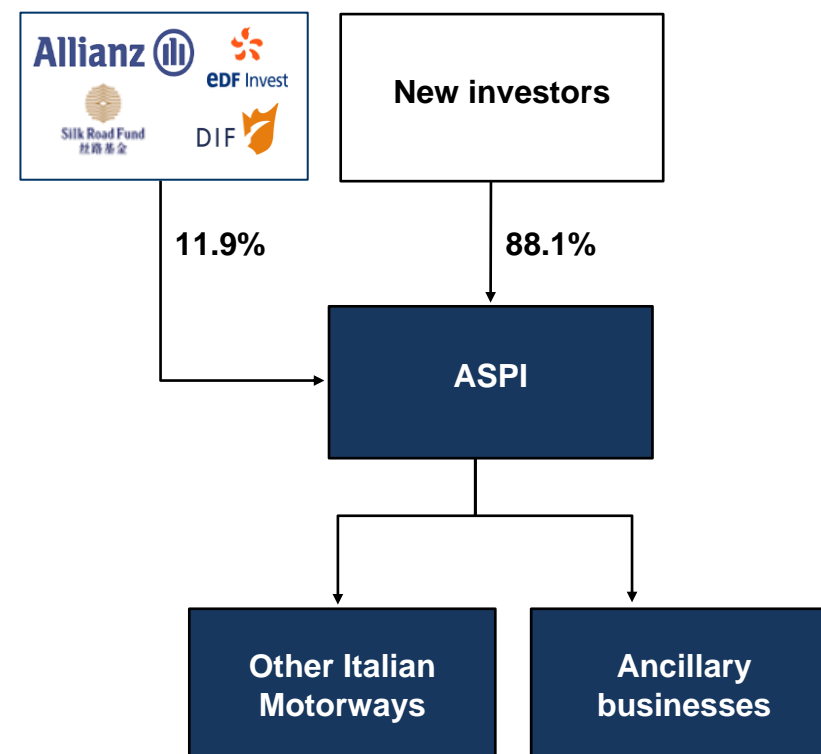 Allianz
eDF Invest
Silk Road Fund
丝路基金
DIF
New investors
11.9%
88.1%
ASPI
Other Italian
Motorways
Ancillary
businesses